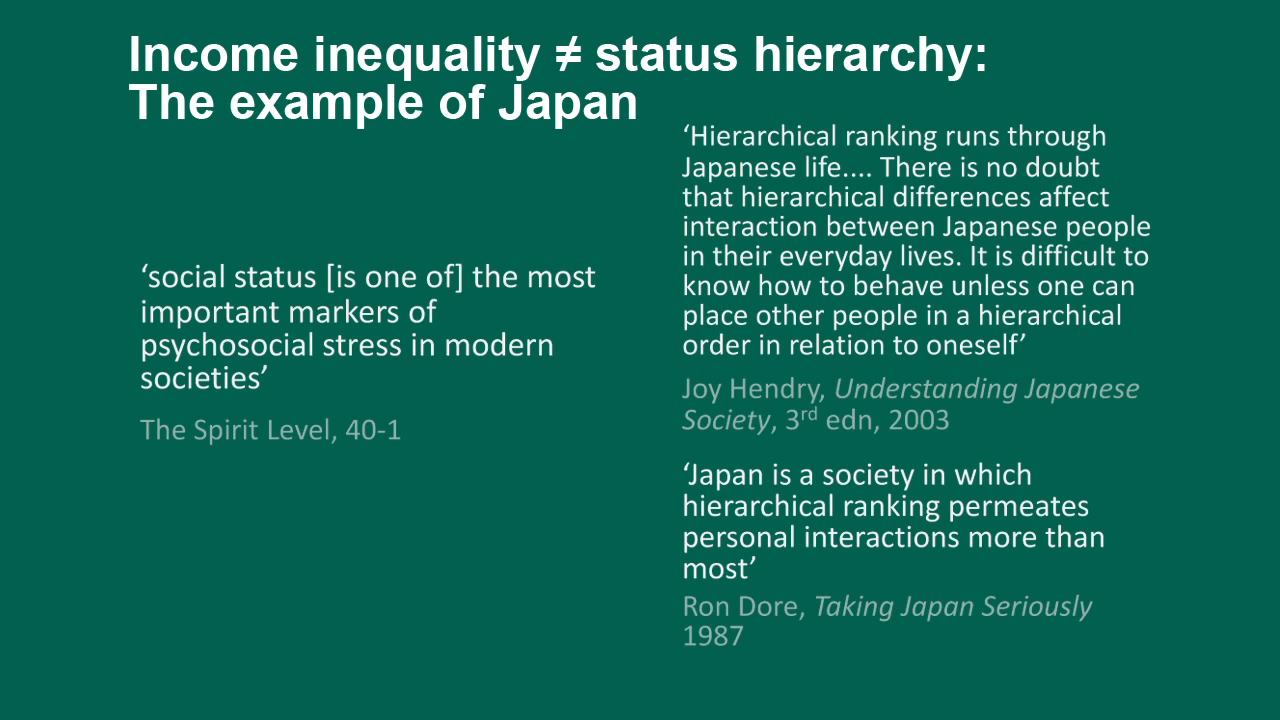 Income inequality ≠ status hierarchy:
The example of Japan
‘social status [is one of] the most
important markers of
psychosocial stress in modern
societies’
The Spirit Level, 40-1
‘Hierarchical ranking runs through
Japanese life.... There is no doubt
that hierarchical differences affect
interaction between Japanese people
in their everyday lives. It is difficult to
know how to behave unless one can
place other people in a hierarchical
order in relation to oneself’
Joy Hendry, Understanding Japanese
Society, 3rd edn, 2003
‘Japan is a society in which
hierarchical ranking permeates
personal interactions more than
most’
Ron Dore, Taking Japan Seriously
1987